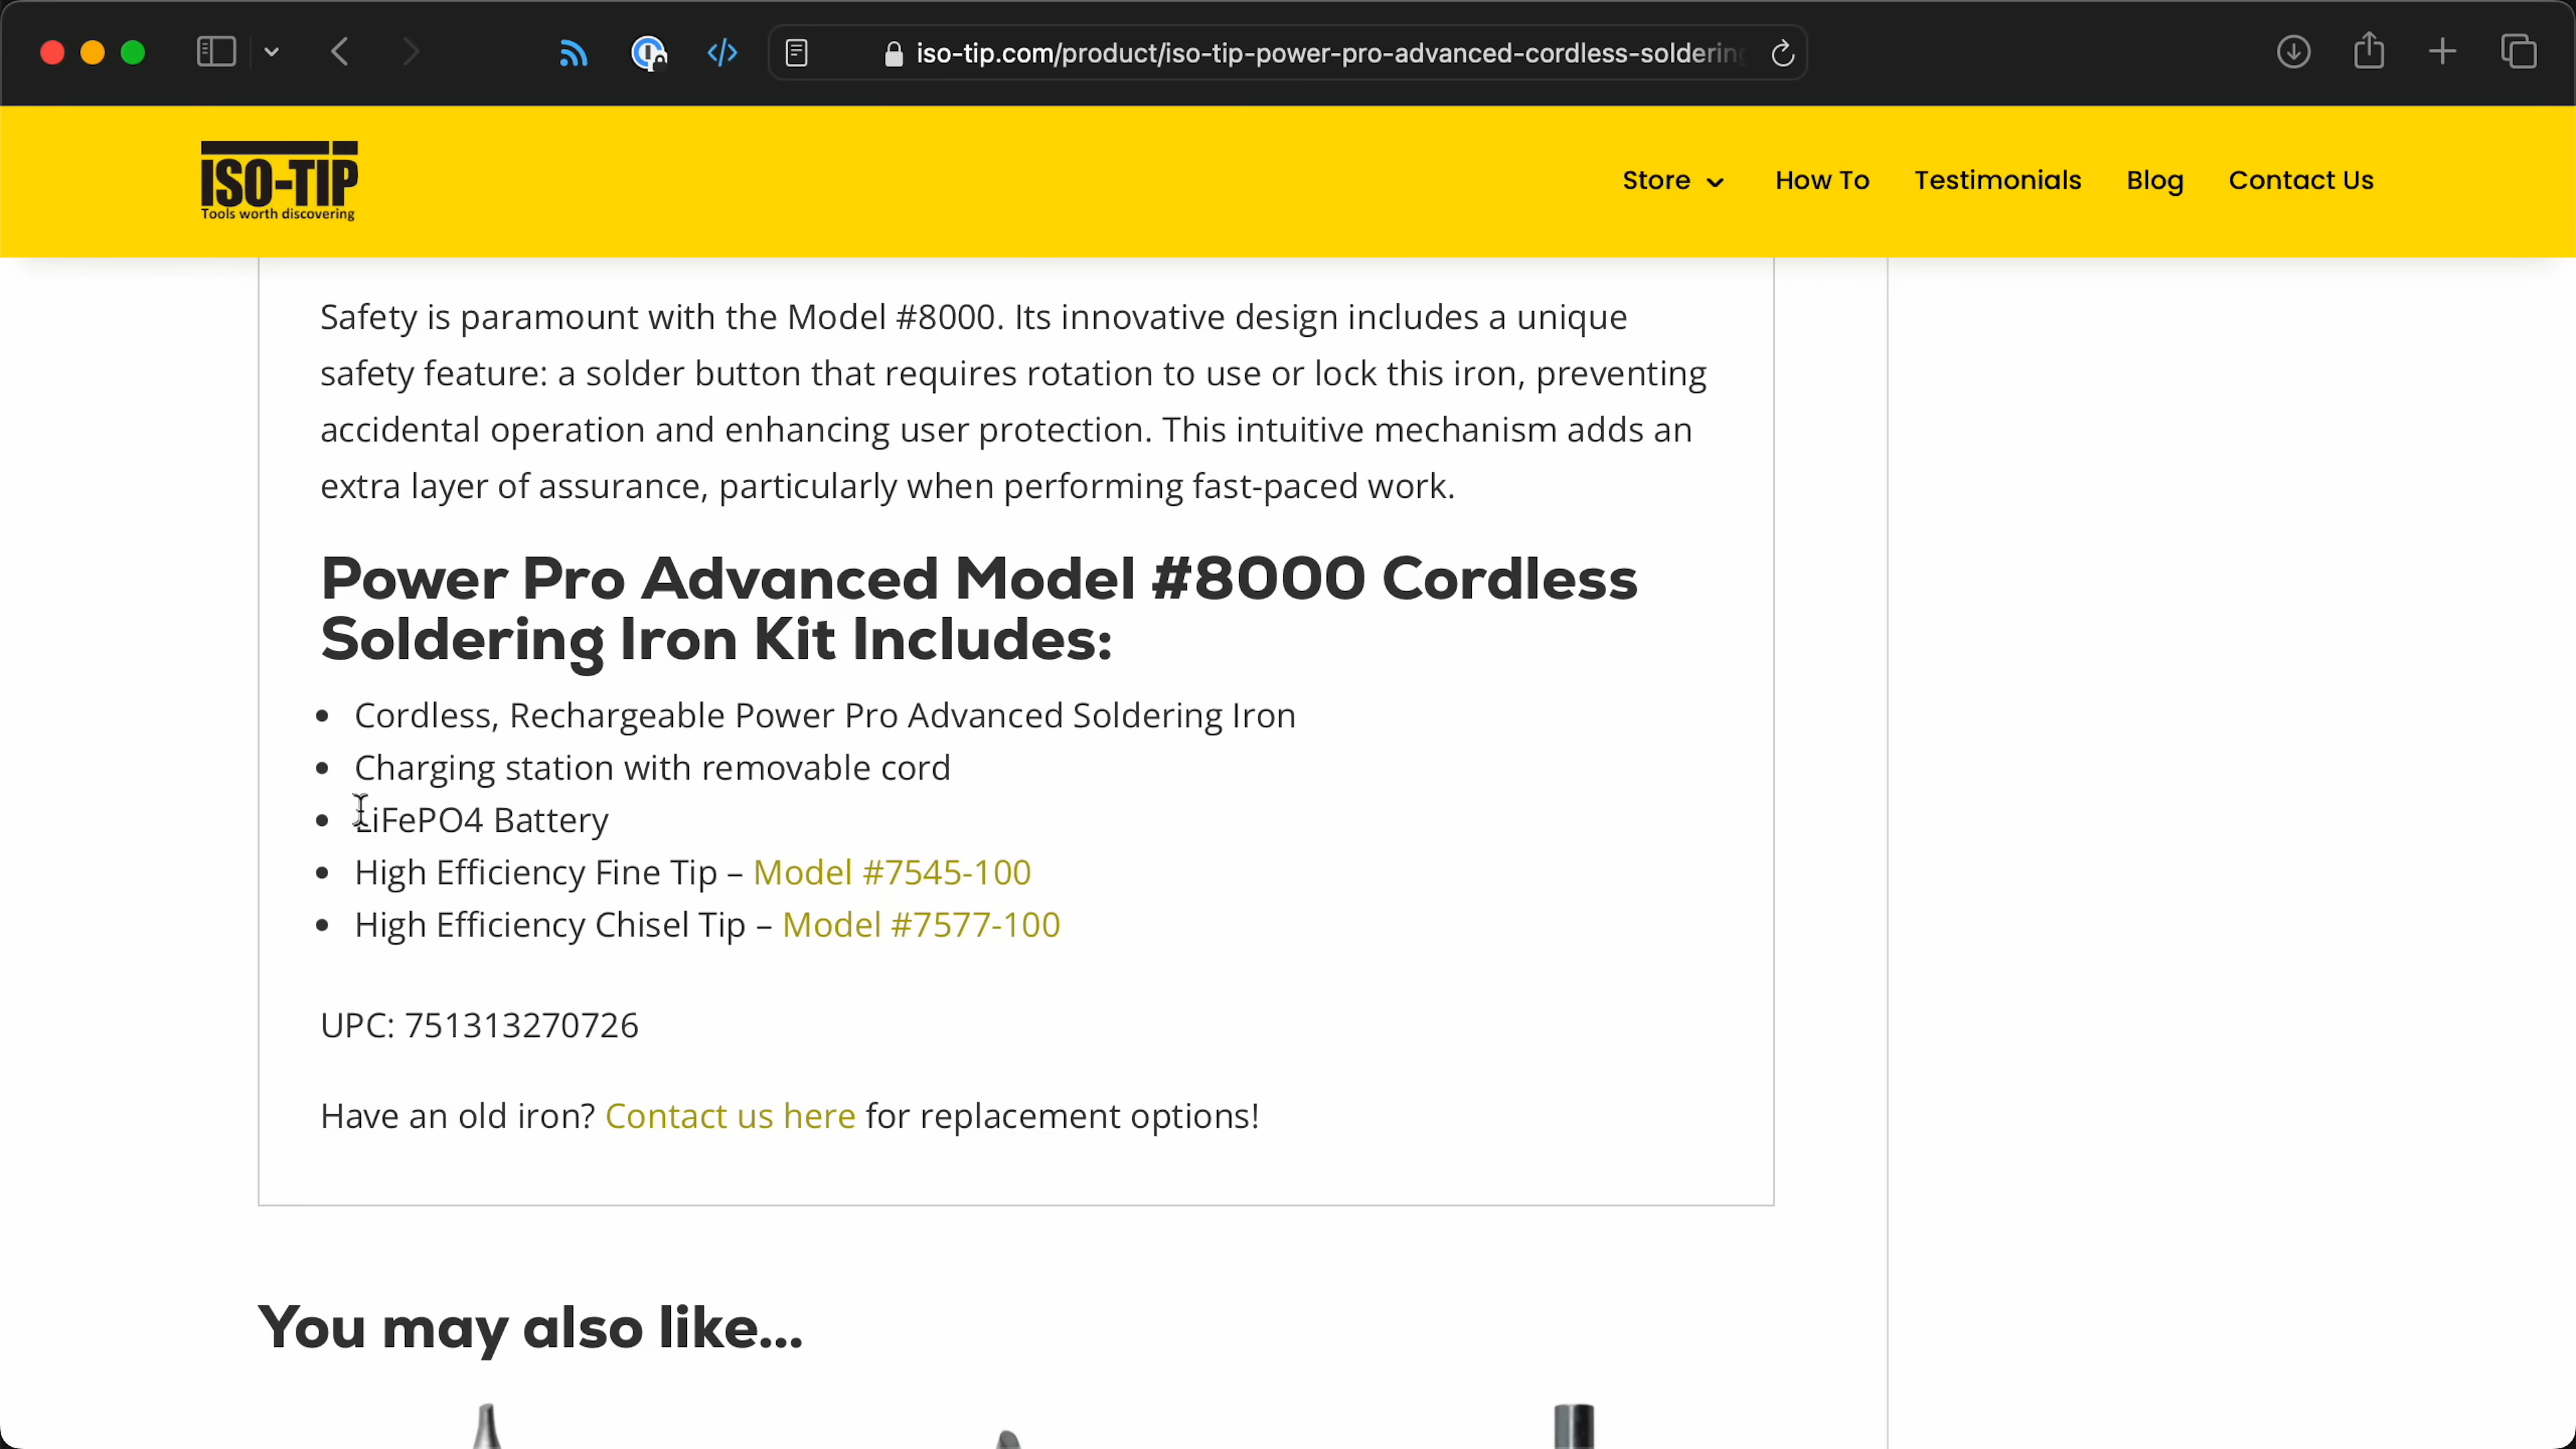 iso-tip.com/product/iso-tip-power-pro-advanced-cordless-soldering
ISO-TIP
Tools worth discovering
Store
How To
Testimonials
Blog
Contact Us
Safety is paramount with the Model #8000. Its innovative design includes a unique
safety feature: a solder button that requires rotation to use or lock this iron, preventing
accidental operation and enhancing user protection. This intuitive mechanism adds an
extra layer of assurance, particularly when performing fast-paced work.
Power Pro Advanced Model #8000 Cordless
Soldering Iron Kit Includes:
• Cordless, Rechargeable Power Pro Advanced Soldering Iron
• Charging station with removable cord
• LiFePO4 Battery
• High Efficiency Fine Tip – Model #7545-100
• High Efficiency Chisel Tip – Model #7577-100
UPC: 751313270726
Have an old iron? Contact us here for replacement options!
You may also like...